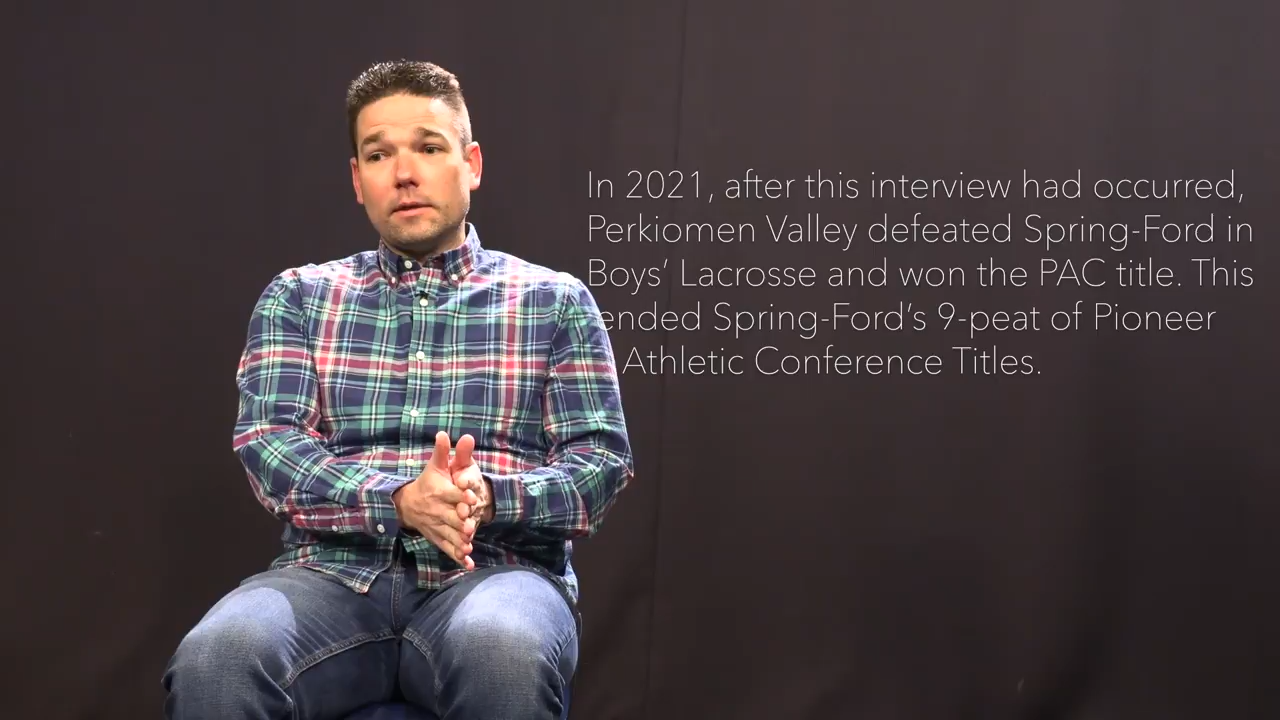 In 2021, after this interview had occurred,
Perkiomen Valley defeated Spring-Ford in
Boys’ Lacrosse and won the PAC title. This
ended Spring-Ford’s 9-peat of Pioneer
Athletic Conference Titles.